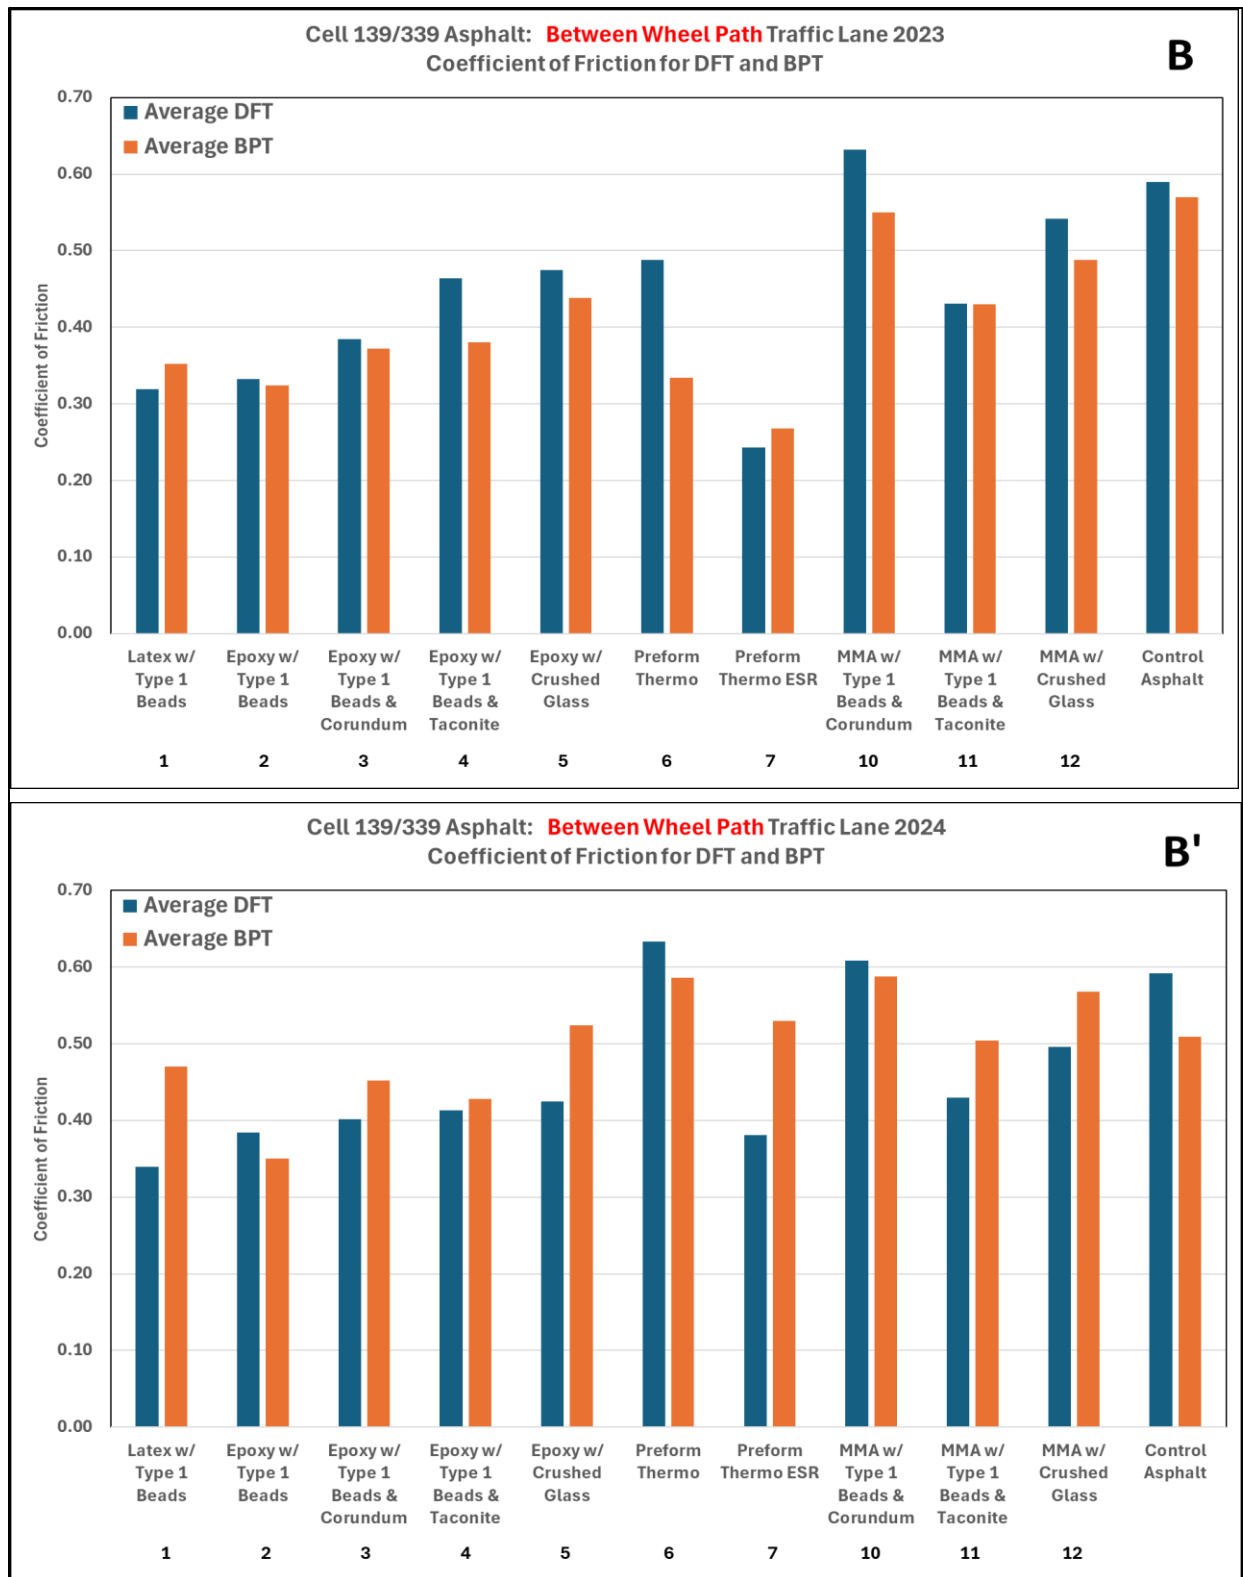 Cell 139/339 Asphalt: Between Wheel Path Traffic Lane 2023
Coefficient of Friction for DFT and BPT
B
Average DFT
Average BPT
Coefficient of Friction
0.70
0.60
0.50
0.40
0.30
0.20
0.10
0.00
Latex w/
Type 1
Beads
Epoxy w/
Type 1
Beads
Epoxy w/
Type 1
Beads &
Corundum
Epoxy w/
Type 1
Beads &
Taconite
Epoxy w/
Crushed
Glass
Preform
Thermo
Preform
Thermo ESR
MMA w/
Type 1
Beads &
Corundum
MMA w/
Type 1
Beads &
Taconite
MMA w/
Crushed
Glass
Control
Asphalt
1 2 3 4 5 6 7 10 11 12
Cell 139/339 Asphalt: Between Wheel Path Traffic Lane 2024
Coefficient of Friction for DFT and BPT
B'
Average DFT
Average BPT
Coefficient of Friction
0.70
0.60
0.50
0.40
0.30
0.20
0.10
0.00
Latex w/
Type 1
Beads
Epoxy w/
Type 1
Beads
Epoxy w/
Type 1
Beads &
Corundum
Epoxy w/
Type 1
Beads &
Taconite
Epoxy w/
Crushed
Glass
Preform
Thermo
Preform
Thermo ESR
MMA w/
Type 1
Beads &
Corundum
MMA w/
Type 1
Beads &
Taconite
MMA w/
Crushed
Glass
Control
Asphalt
1 2 3 4 5 6 7 10 11 12